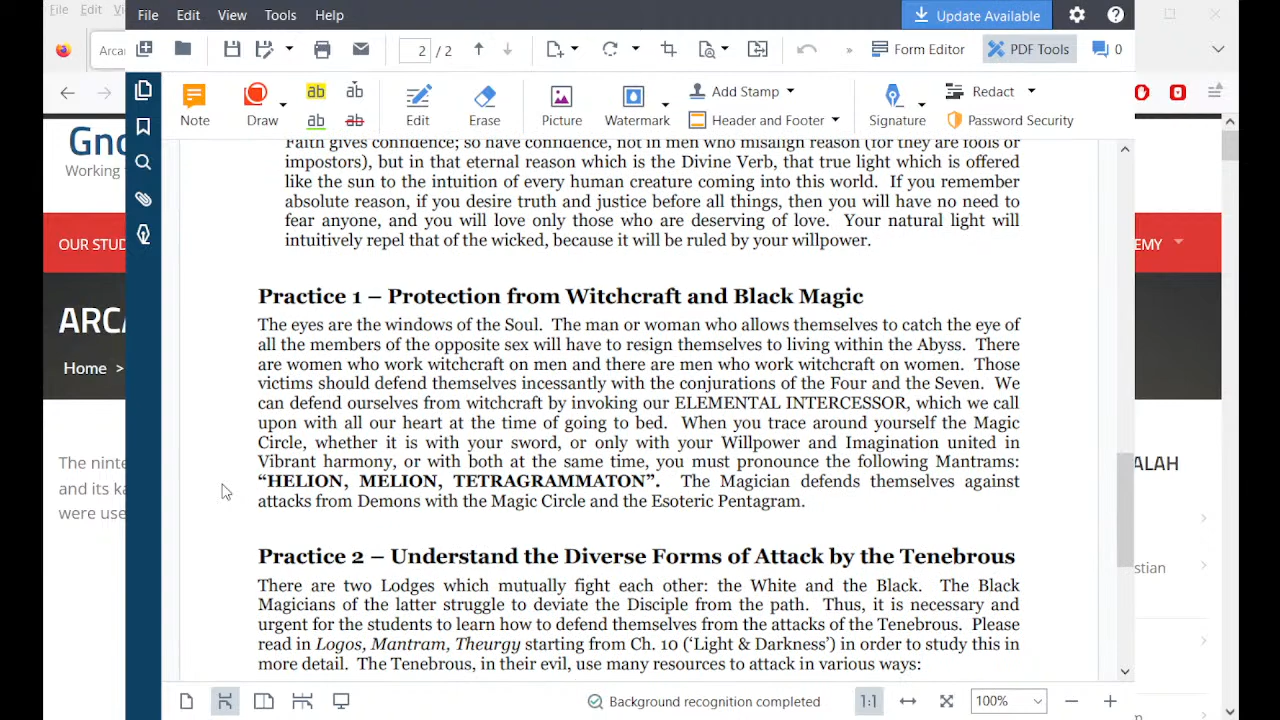 File Edit View Tools Help
Update Available
File Edit
Arca
2 / 2
Form Editor
PDF Tools
0
Note
Draw
ab
ab
ab
ab
Edit
Erase
Picture
Watermark
Add Stamp
Header and Footer
Signature
Redact
Password Security
Gno
Working
OUR STUD
EMY
ARCA
Home >
The ninte
and its ka
were use
ALAH
stian
Faith gives confidence; so have confidence, not in men who misalign reason (for they are fools or
impostors), but in that eternal reason which is the Divine Verb, that true light which is offered
like the sun to the intuition of every human creature coming into this world. If you remember
absolute reason, if you desire truth and justice before all things, then you will have no need to
fear anyone, and you will love only those who are deserving of love. Your natural light will
intuitively repel that of the wicked, because it will be ruled by your willpower.
Practice 1 – Protection from Witchcraft and Black Magic
The eyes are the windows of the Soul. The man or woman who allows themselves to catch the eye of
all the members of the opposite sex will have to resign themselves to living within the Abyss. There
are women who work witchcraft on men and there are men who work witchcraft on women. Those
victims should defend themselves incessantly with the conjurations of the Four and the Seven. We
can defend ourselves from witchcraft by invoking our ELEMENTAL INTERCESSOR, which we call
upon with all our heart at the time of going to bed. When you trace around yourself the Magic
Circle, whether it is with your sword, or only with your Willpower and Imagination united in
Vibrant harmony, or with both at the same time, you must pronounce the following Mantrams:
“HELION, MELION, TETRAGRAMMATON”. The Magician defends themselves against
attacks from Demons with the Magic Circle and the Esoteric Pentagram.
Practice 2 – Understand the Diverse Forms of Attack by the Tenebrous
There are two Lodges which mutually fight each other: the White and the Black. The Black
Magicians of the latter struggle to deviate the Disciple from the path. Thus, it is necessary and
urgent for the students to learn how to defend themselves from the attacks of the Tenebrous. Please
read in Logos, Mantram, Theurgy starting from Ch. 10 (‘Light & Darkness’) in order to study this in
more detail. The Tenebrous, in their evil, use many resources to attack in various ways:
Background recognition completed
1:1
100%